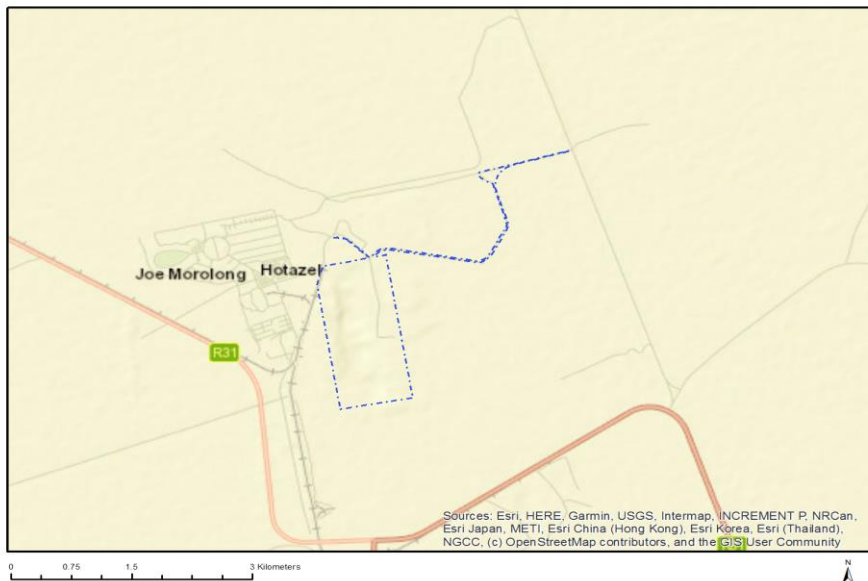 Joe Morolong
Hotazel
R31
Sources: Esri, HERE, Garmin, USGS, Intermap, INCREMENT P, NRCan,
Esri Japan, METI, Esri China (Hong Kong), Esri Korea, Esri (Thailand),
NGCC, (c) OpenStreetMap contributors, and the GIS User Community
0 0.75 1.5 3 Kilometers
N